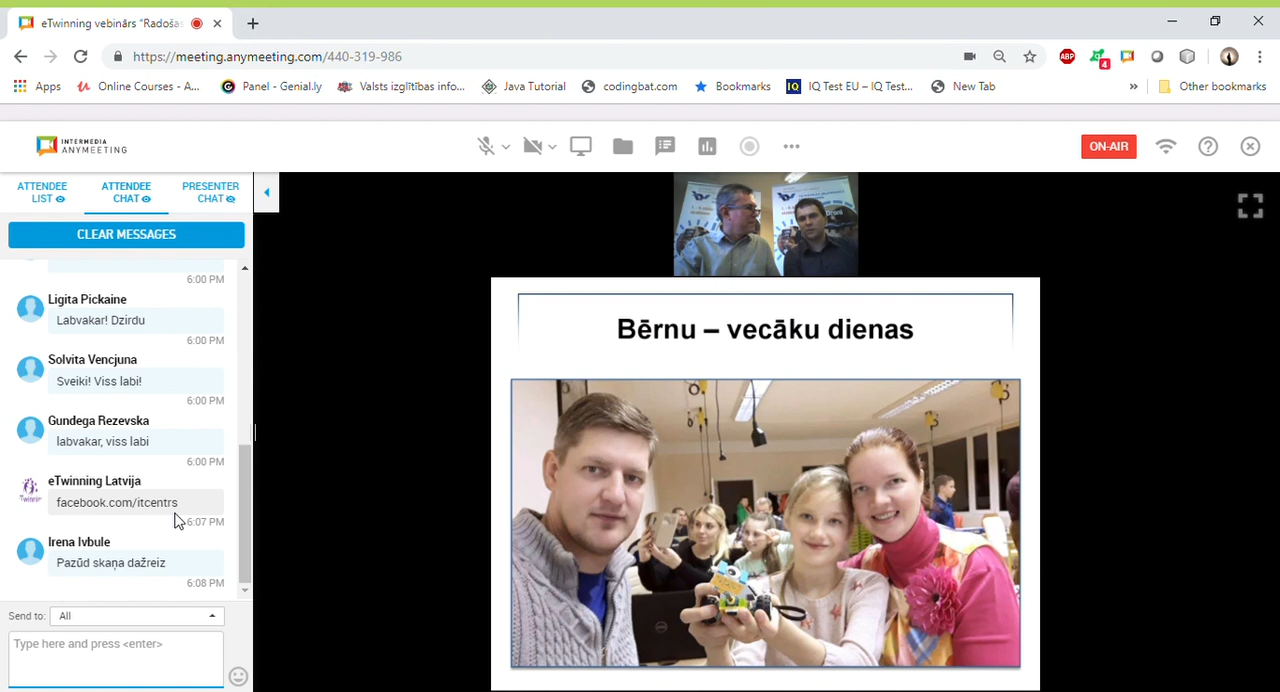 eTwinning vebinārs "Radošas
https://meeting.anymeeting.com/440-319-986
ABP
4
Apps
Online Courses - A...
Panel - Genial.ly
Valsts izglītības info...
Java Tutorial
codingbat.com
Bookmarks
IQ
IQ Test EU – IQ Test...
New Tab
»
Other bookmarks
INTERMEDIA
ANYMEETING
ON-AIR
ATTENDEE
LIST
ATTENDEE
CHAT
PRESENTER
CHAT
CLEAR MESSAGES
6:00 PM
Ligita Pickaine
Labvakar! Dzirdu
6:00 PM
Solvita Vencjuna
Sveiki! Viss labi!
6:00 PM
Gundega Rezevska
labvakar, viss labi
6:00 PM
eTwinning Latvija
facebook.com/itcentrs
6:07 PM
Irena Ivbule
Pazūd skaņa dažreiz
6:08 PM
Send to:
All
Type here and press <enter>
Bērnu – vecāku dienas